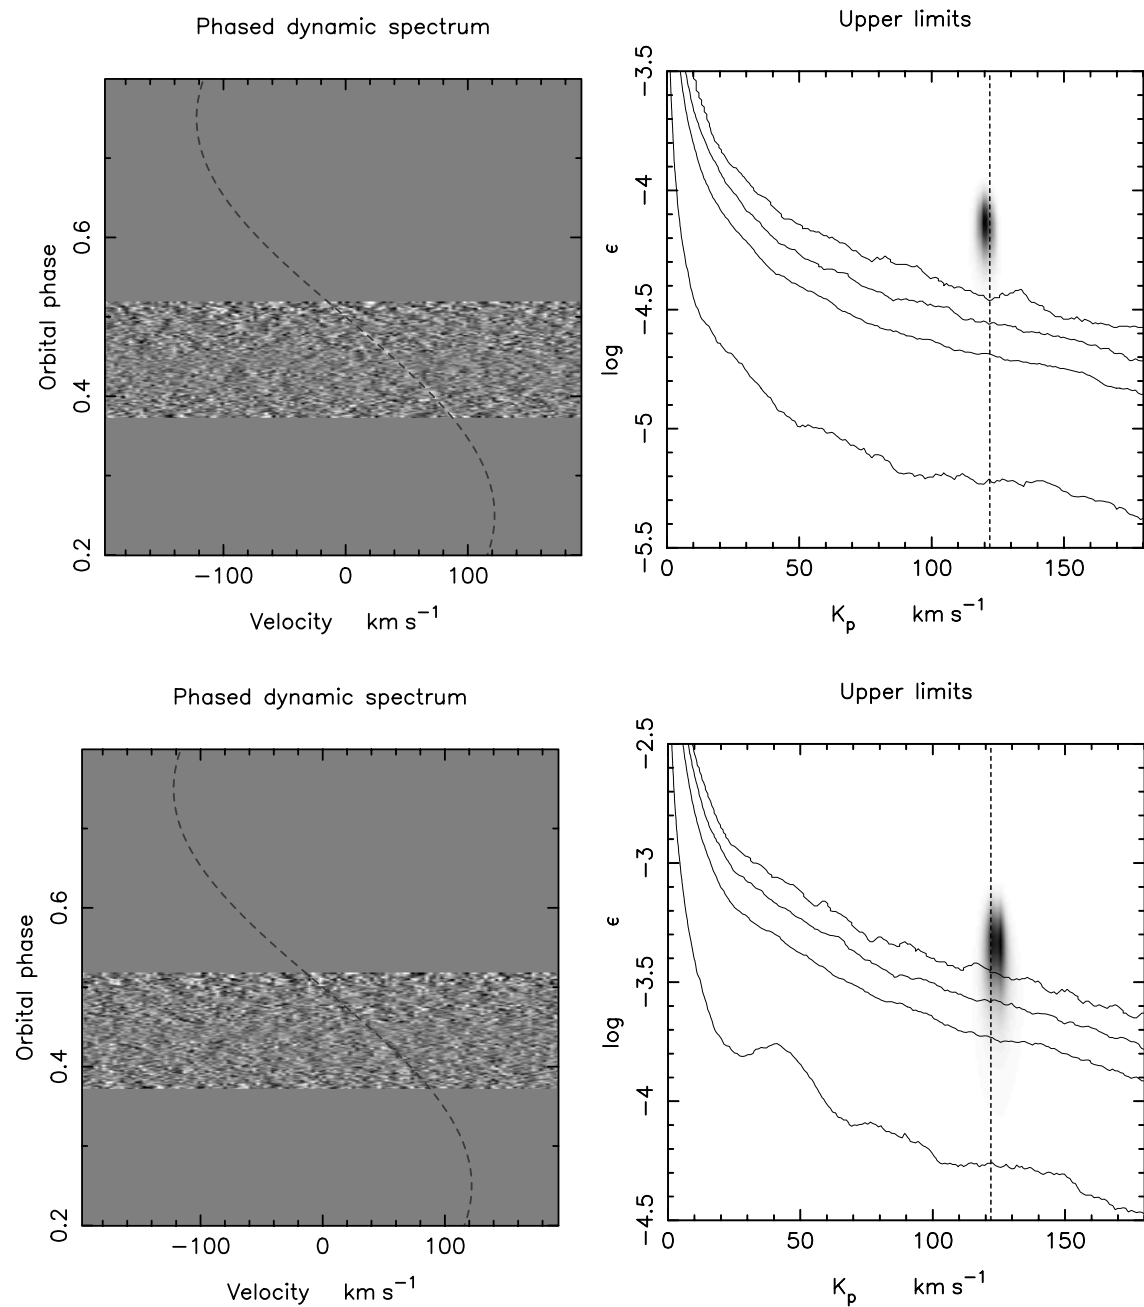 Phased dynamic spectrum
Orbital phase
0.2
0.4
0.6
−100
0
100
Velocity km s−1
Upper limits
log ε
−3.5
−4
−4.5
−5
−5.5
0
50
100
150
Kp km s−1
Phased dynamic spectrum
Orbital phase
0.2
0.4
0.6
−100
0
100
Velocity km s−1
Upper limits
log ε
−2.5
−3
−3.5
−4
−4.5
0
50
100
150
Kp km s−1